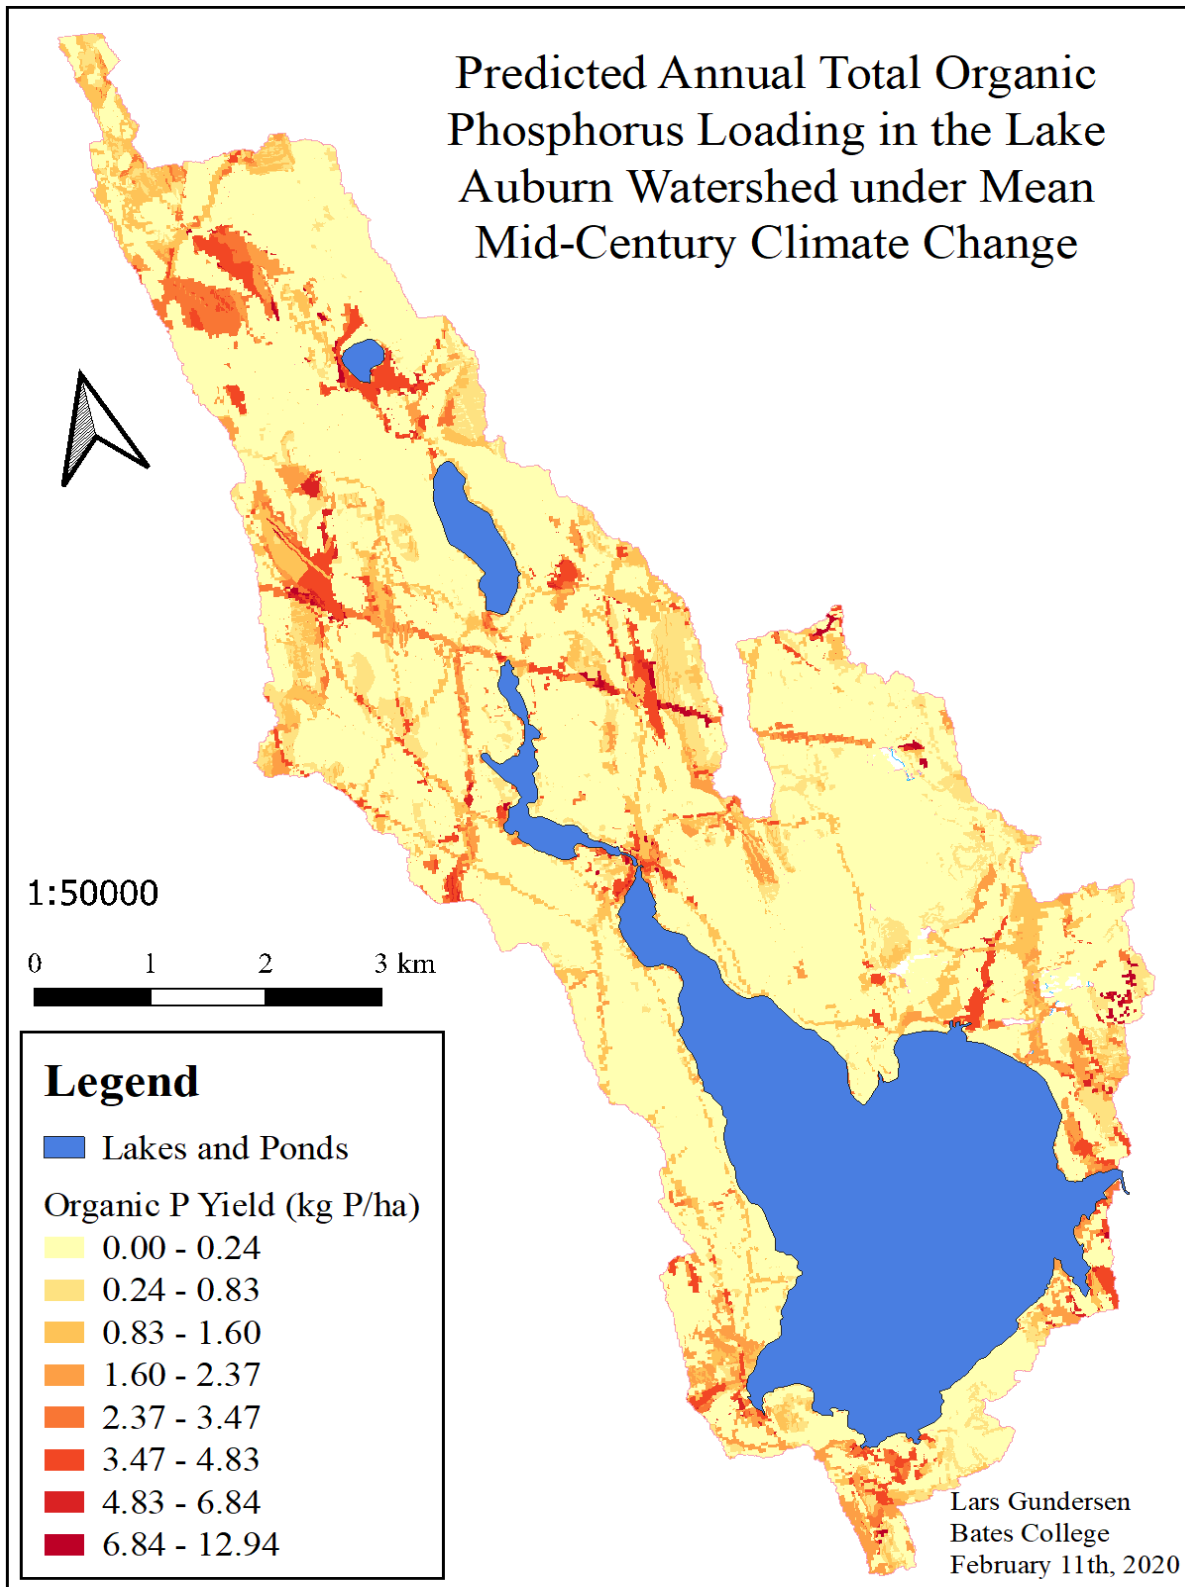 Predicted Annual Total Organic
Phosphorus Loading in the Lake
Auburn Watershed under Mean
Mid-Century Climate Change
1:50000
0 1 2 3 km
Legend
Lakes and Ponds
Organic P Yield (kg P/ha)
0.00 - 0.24
0.24 - 0.83
0.83 - 1.60
1.60 - 2.37
2.37 - 3.47
3.47 - 4.83
4.83 - 6.84
6.84 - 12.94
Lars Gundersen
Bates College
February 11th, 2020